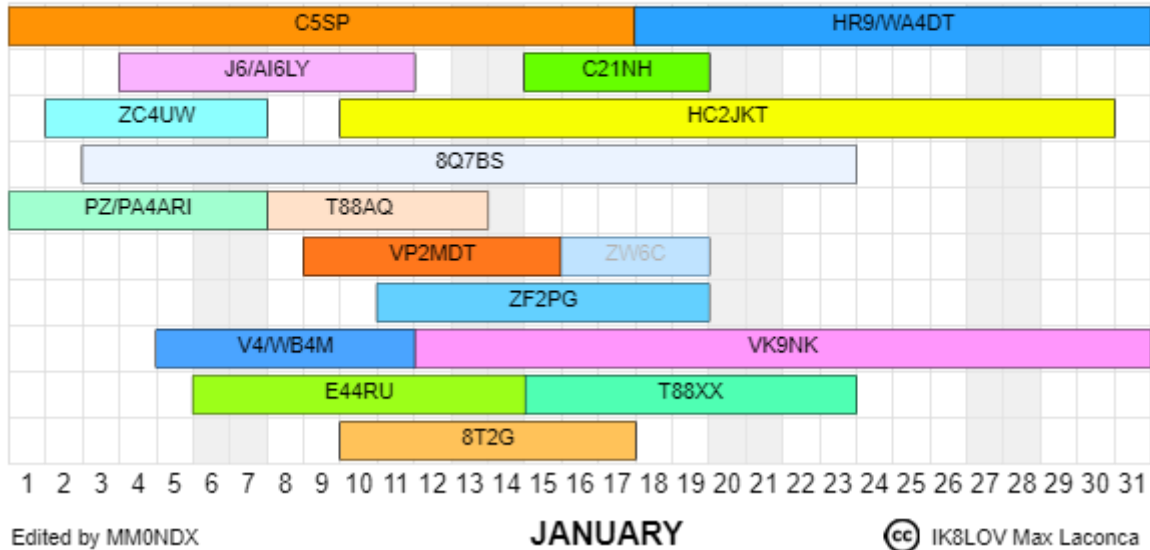 C5SP HR9/WA4DT
J6/AI6LY C21NH
ZC4UW HC2JKT
8Q7BS
PZ/PA4ARI T88AQ
VP2MDT ZW6C
ZF2PG
V4/WB4M VK9NK
E44RU T88XX
8T2G
1 2 3 4 5 6 7 8 9 10 11 12 13 14 15 16 17 18 19 20 21 22 23 24 25 26 27 28 29 30 31
Edited by MM0NDX JANUARY cc IK8LOV Max Laconca